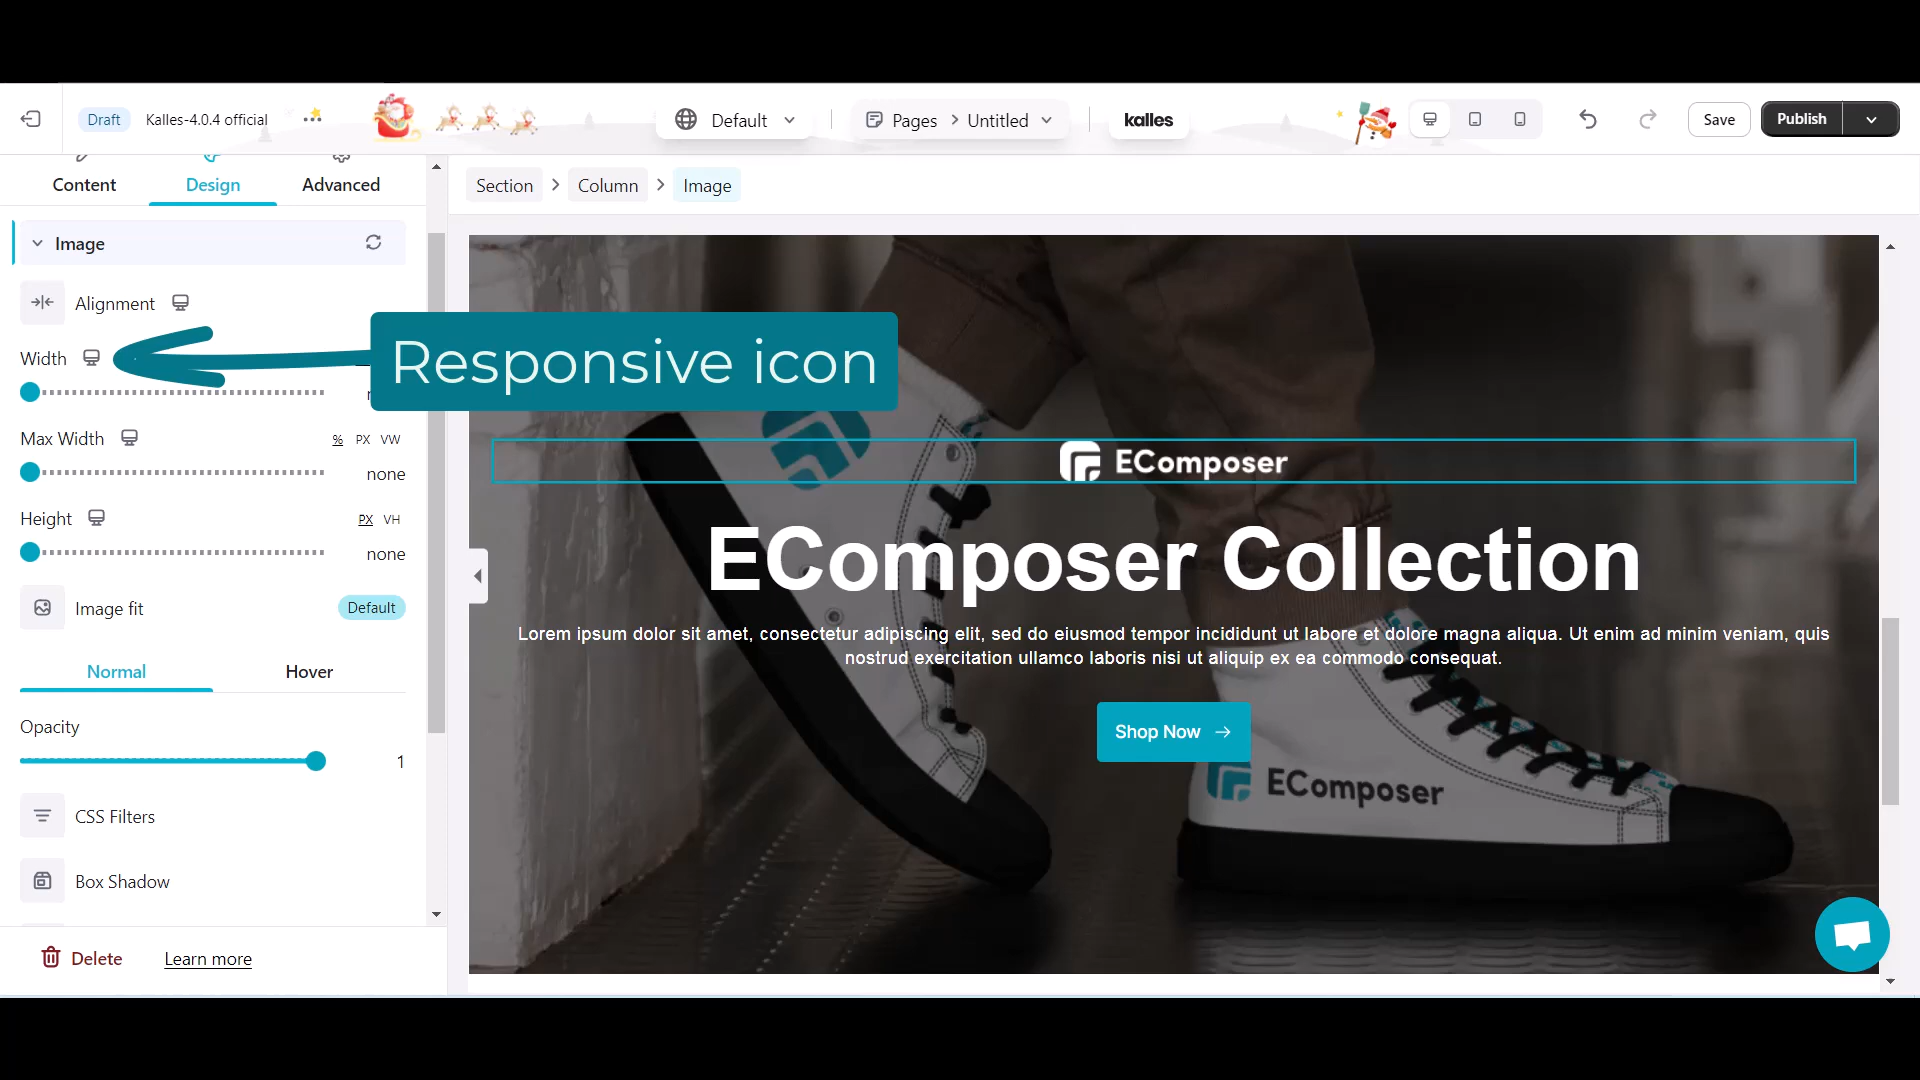 Draft
Kalles-4.0.4 official
Default
Pages > Untitled
kalles
Save
Publish
Content
Design
Advanced
Section > Column > Image
Image
Alignment
Width
Responsive icon
Max Width
% PX VW
none
Height
PX VH
none
Image fit
Default
Normal
Hover
Opacity
1
CSS Filters
Box Shadow
Delete
Learn more
EComposer
EComposer Collection
Lorem ipsum dolor sit amet, consectetur adipiscing elit, sed do eiusmod tempor incididunt ut labore et dolore magna aliqua. Ut enim ad minim veniam, quis
nostrud exercitation ullamco laboris nisi ut aliquip ex ea commodo consequat.
Shop Now →
EComposer